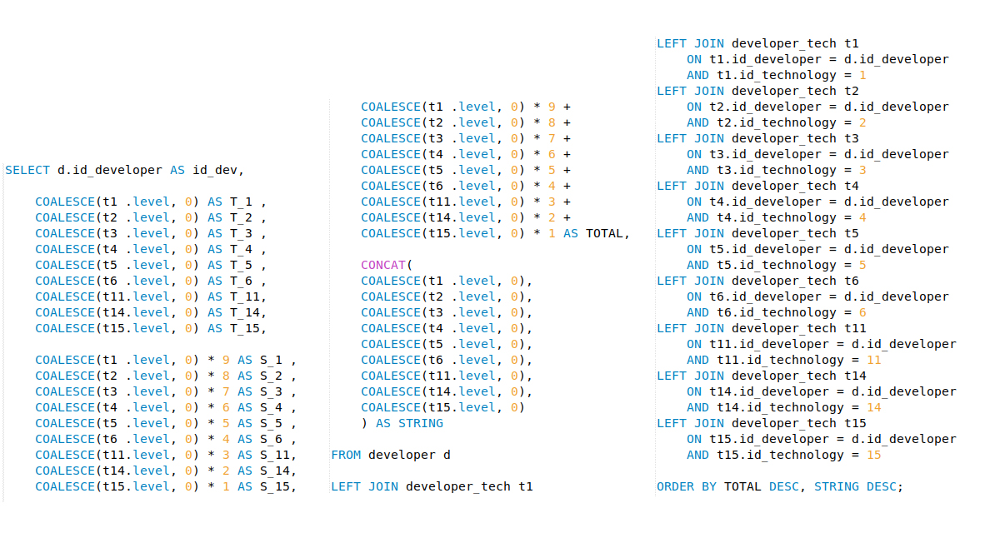 SELECT d.id_developer AS id_dev,
COALESCE(t1 .level, 0) AS T_1 ,
COALESCE(t2 .level, 0) AS T_2 ,
COALESCE(t3 .level, 0) AS T_3 ,
COALESCE(t4 .level, 0) AS T_4 ,
COALESCE(t5 .level, 0) AS T_5 ,
COALESCE(t6 .level, 0) AS T_6 ,
COALESCE(t11.level, 0) AS T_11,
COALESCE(t14.level, 0) AS T_14,
COALESCE(t15.level, 0) AS T_15,
COALESCE(t1 .level, 0) * 9 AS S_1 ,
COALESCE(t2 .level, 0) * 8 AS S_2 ,
COALESCE(t3 .level, 0) * 7 AS S_3 ,
COALESCE(t4 .level, 0) * 6 AS S_4 ,
COALESCE(t5 .level, 0) * 5 AS S_5 ,
COALESCE(t6 .level, 0) * 4 AS S_6 ,
COALESCE(t11.level, 0) * 3 AS S_11,
COALESCE(t14.level, 0) * 2 AS S_14,
COALESCE(t15.level, 0) * 1 AS S_15,
COALESCE(t1 .level, 0) * 9 +
COALESCE(t2 .level, 0) * 8 +
COALESCE(t3 .level, 0) * 7 +
COALESCE(t4 .level, 0) * 6 +
COALESCE(t5 .level, 0) * 5 +
COALESCE(t6 .level, 0) * 4 +
COALESCE(t11.level, 0) * 3 +
COALESCE(t14.level, 0) * 2 +
COALESCE(t15.level, 0) * 1 AS TOTAL,
CONCAT(
COALESCE(t1 .level, 0),
COALESCE(t2 .level, 0),
COALESCE(t3 .level, 0),
COALESCE(t4 .level, 0),
COALESCE(t5 .level, 0),
COALESCE(t6 .level, 0),
COALESCE(t11.level, 0),
COALESCE(t14.level, 0),
COALESCE(t15.level, 0)
) AS STRING
FROM developer d
LEFT JOIN developer_tech t1
LEFT JOIN developer_tech t1
ON t1.id_developer = d.id_developer
AND t1.id_technology = 1
LEFT JOIN developer_tech t2
ON t2.id_developer = d.id_developer
AND t2.id_technology = 2
LEFT JOIN developer_tech t3
ON t3.id_developer = d.id_developer
AND t3.id_technology = 3
LEFT JOIN developer_tech t4
ON t4.id_developer = d.id_developer
AND t4.id_technology = 4
LEFT JOIN developer_tech t5
ON t5.id_developer = d.id_developer
AND t5.id_technology = 5
LEFT JOIN developer_tech t6
ON t6.id_developer = d.id_developer
AND t6.id_technology = 6
LEFT JOIN developer_tech t11
ON t11.id_developer = d.id_developer
AND t11.id_technology = 11
LEFT JOIN developer_tech t14
ON t14.id_developer = d.id_developer
AND t14.id_technology = 14
LEFT JOIN developer_tech t15
ON t15.id_developer = d.id_developer
AND t15.id_technology = 15
ORDER BY TOTAL DESC, STRING DESC;